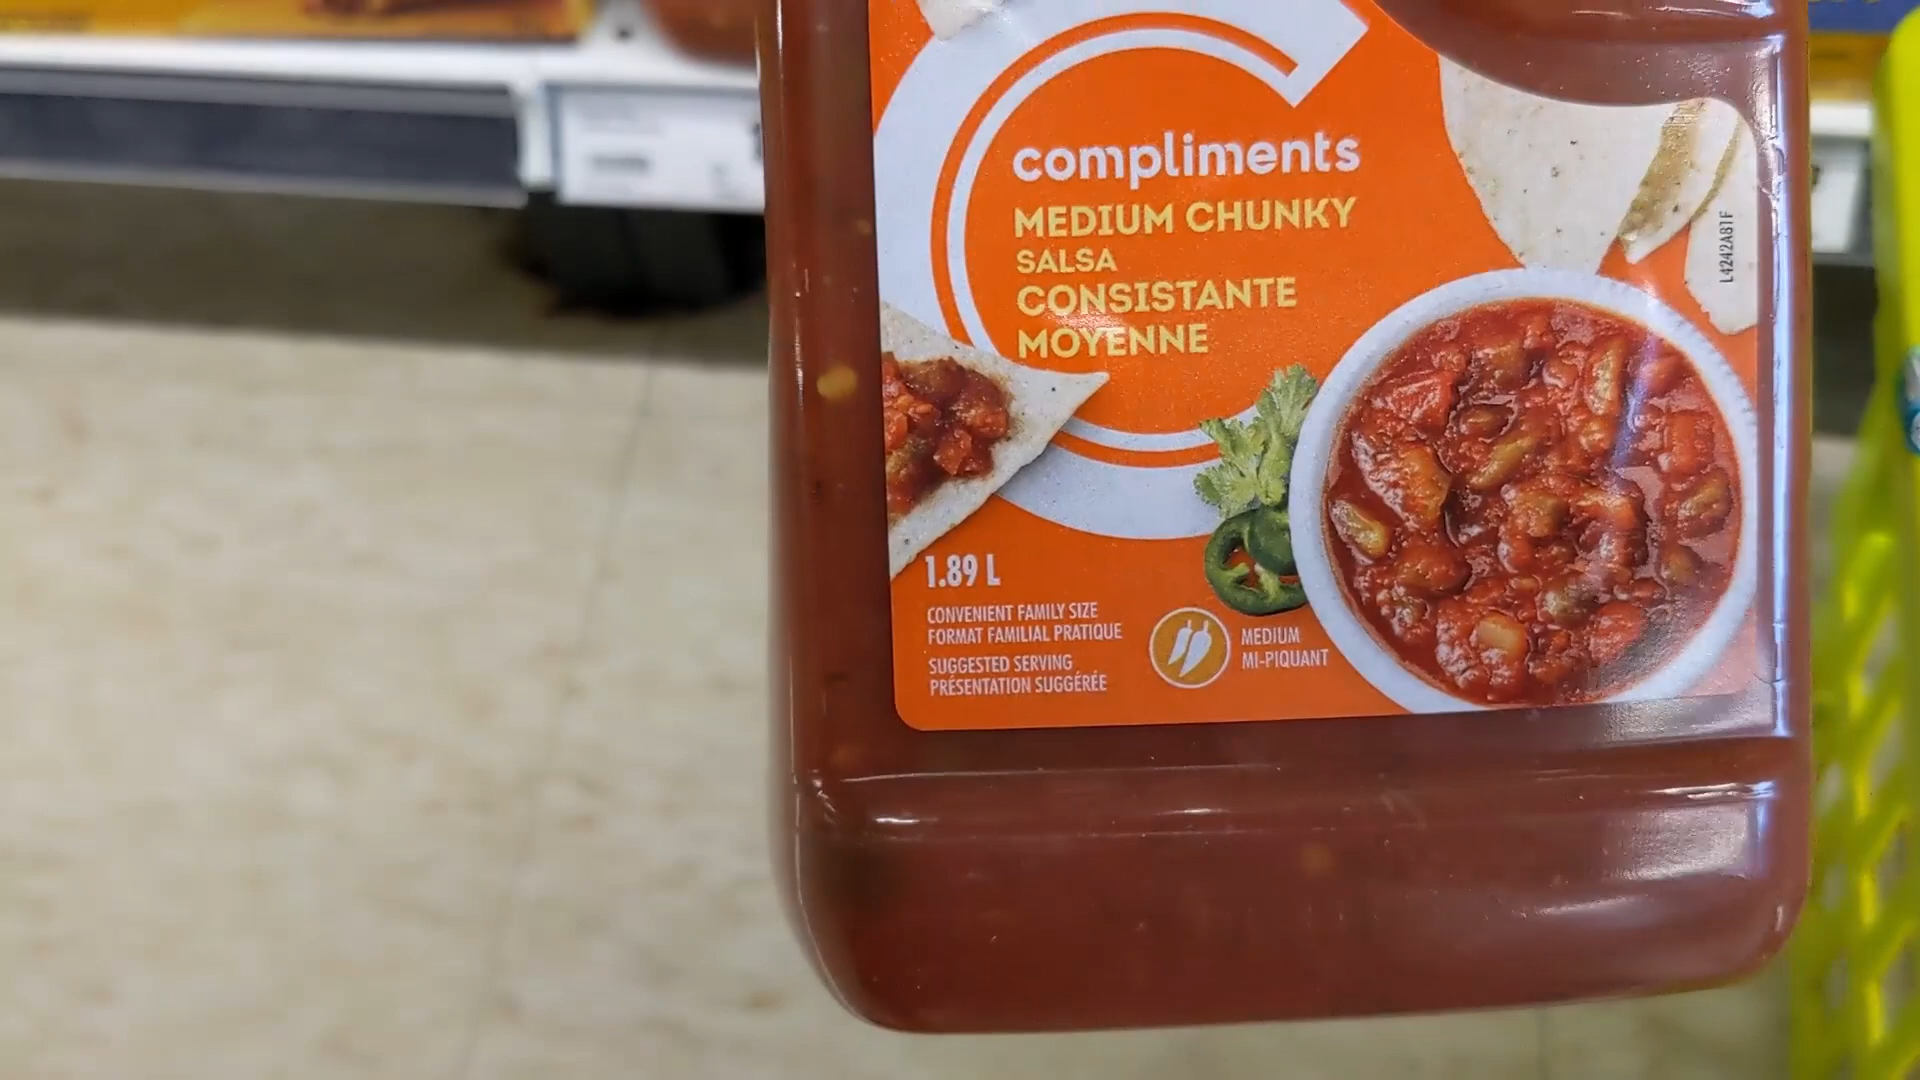 compliments
MEDIUM CHUNKY
SALSA
CONSISTANTE
MOYENNE
L4242A81F
1.89 L
CONVENIENT FAMILY SIZE
FORMAT FAMILIAL PRATIQUE
SUGGESTED SERVING
PRÉSENTATION SUGGÉRÉE
MEDIUM
MI-PIQUANT